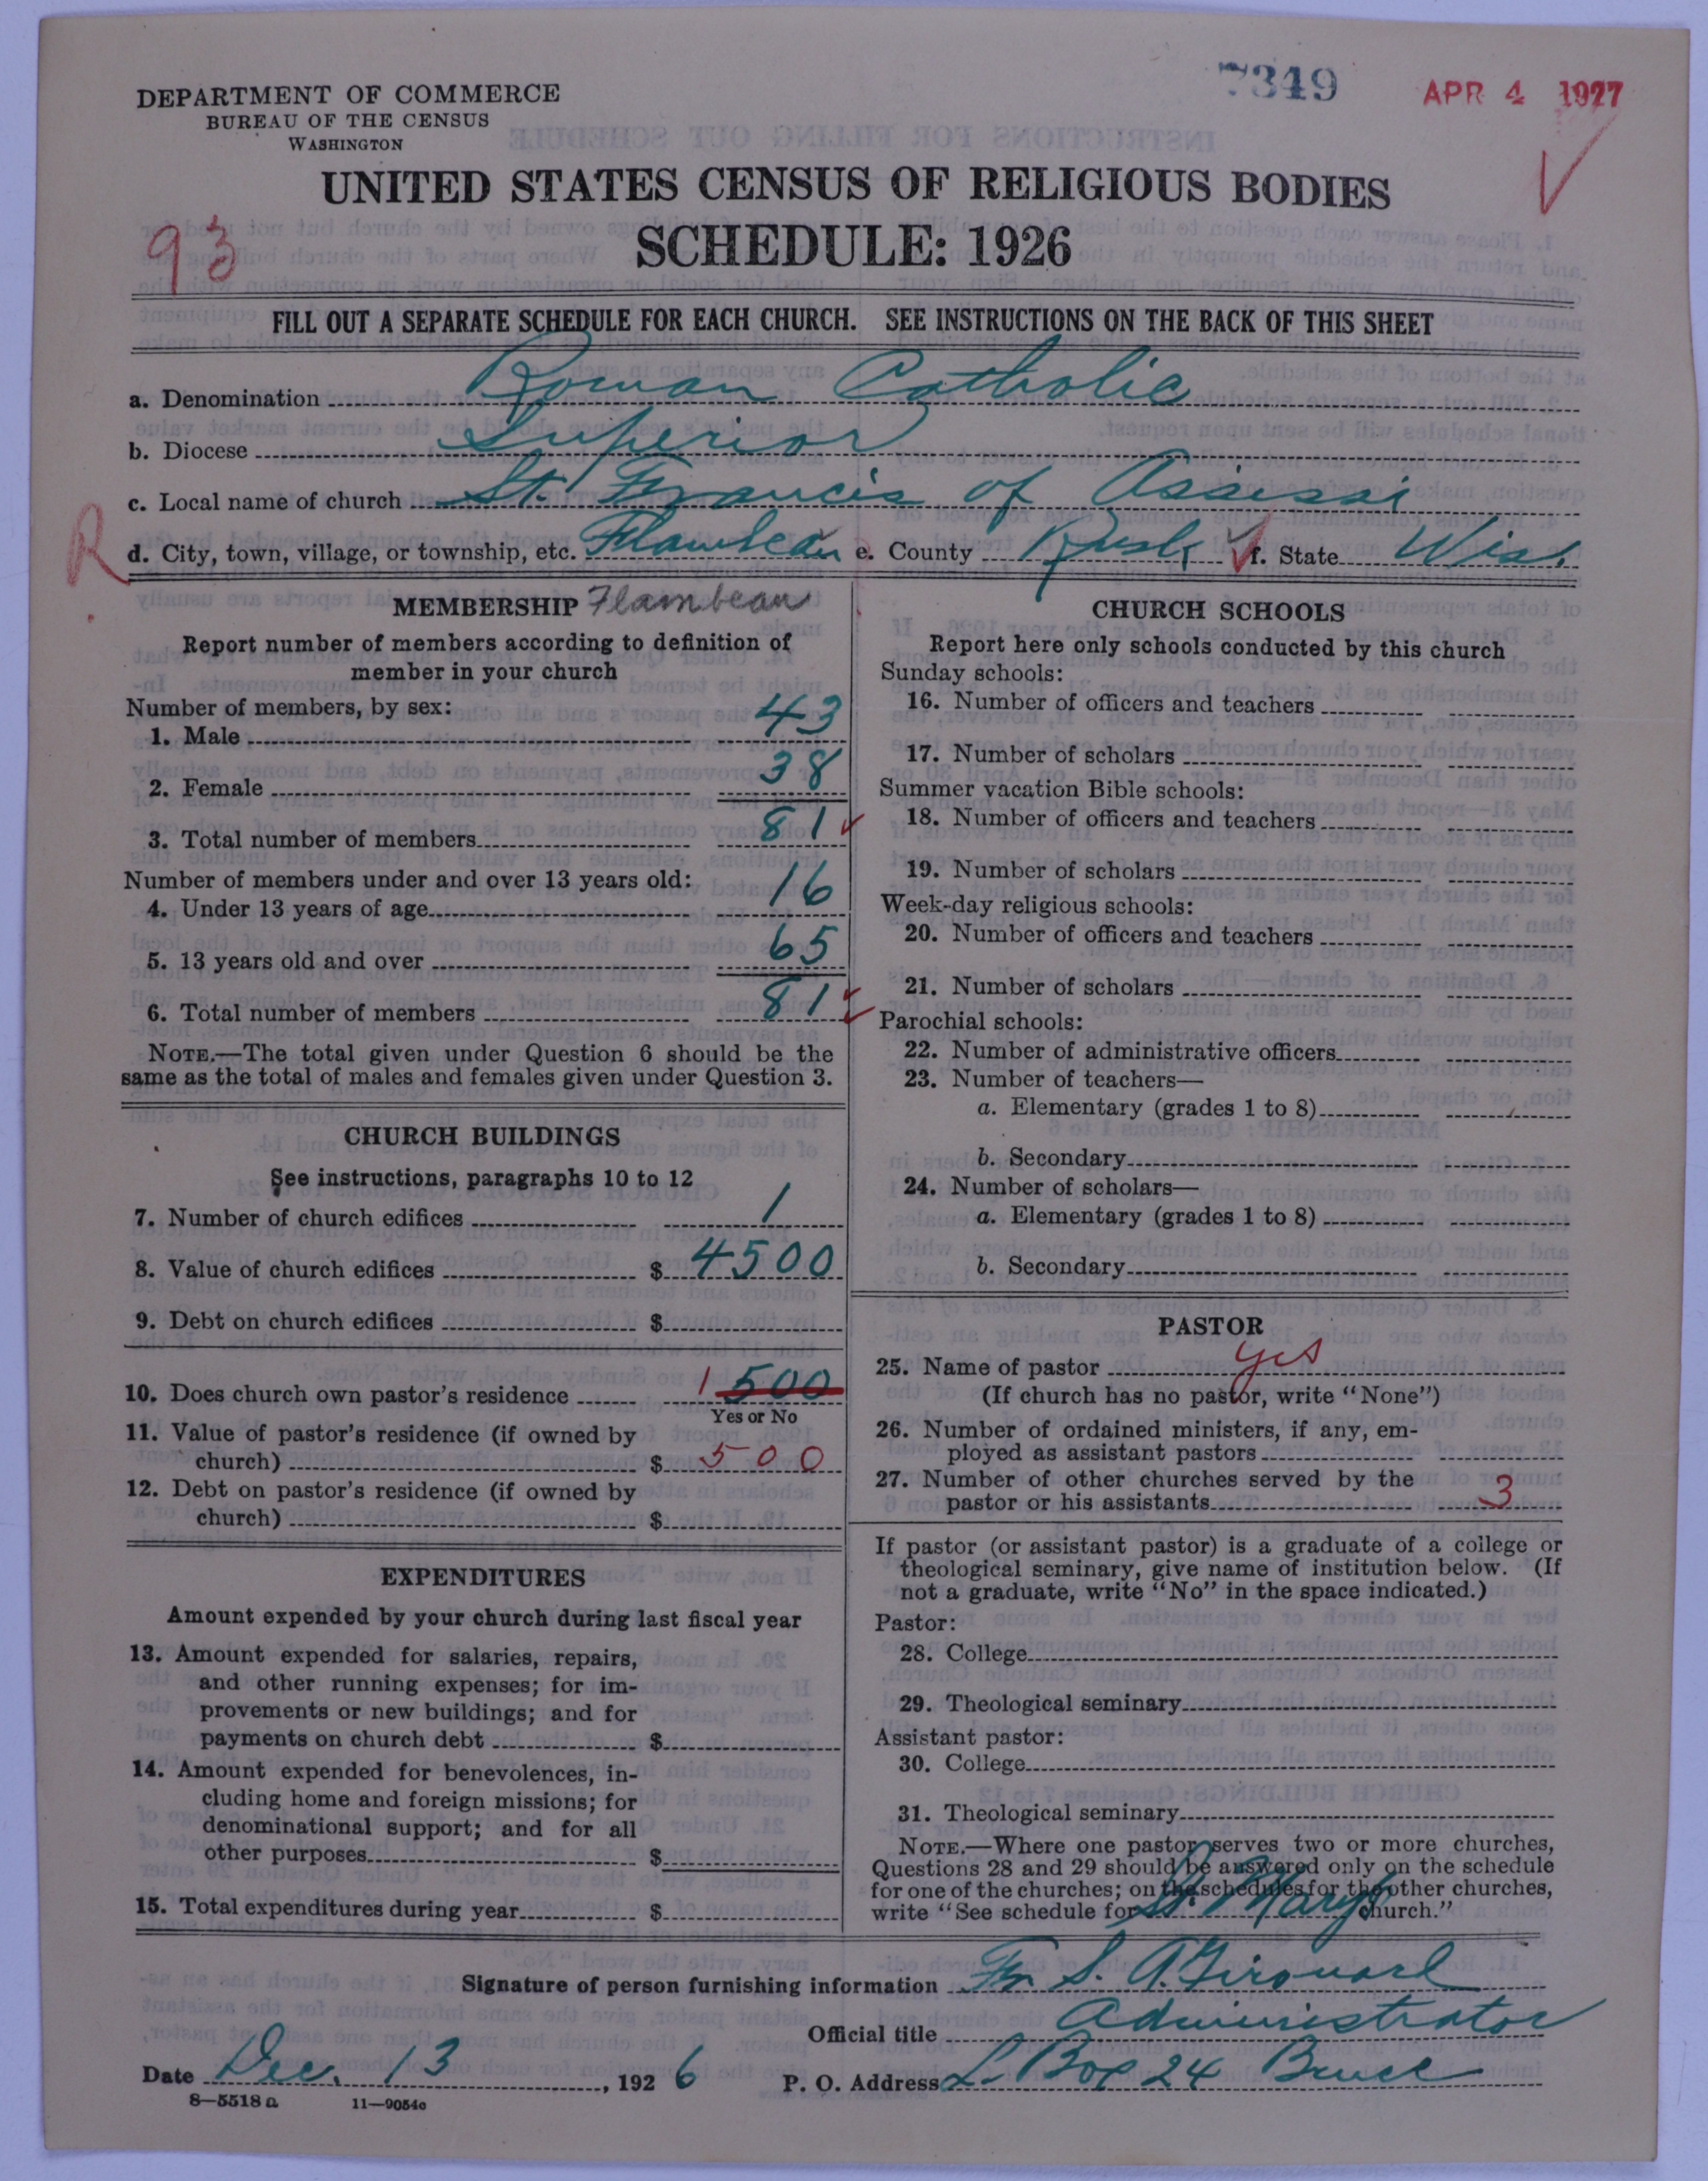 7349
APR 4 1927
DEPARTMENT OF COMMERCE
BUREAU OF THE CENSUS
WASHINGTON
UNITED STATES CENSUS OF RELIGIOUS BODIES
93
SCHEDULE: 1926
FILL OUT A SEPARATE SCHEDULE FOR EACH CHURCH. SEE INSTRUCTIONS ON THE BACK OF THIS SHEET
a. Denomination Roman Catholic
b. Diocese Superior
c. Local name of church St. Francis of Assissi
R
d. City, town, village, or township, etc. Flambeau e. County Rusk f. State Wis.
MEMBERSHIP Flambeau
Report number of members according to definition of
member in your church
Number of members, by sex:
1. Male 43
2. Female 38
3. Total number of members 81
Number of members under and over 13 years old:
4. Under 13 years of age 16
5. 13 years old and over 65
6. Total number of members 81
NOTE.—The total given under Question 6 should be the
same as the total of males and females given under Question 3.
CHURCH BUILDINGS
See instructions, paragraphs 10 to 12
7. Number of church edifices 1
8. Value of church edifices $ 4500
9. Debt on church edifices $
10. Does church own pastor's residence 1 500
Yes or No
11. Value of pastor's residence (if owned by
church) $ 500
12. Debt on pastor's residence (if owned by
church) $
EXPENDITURES
Amount expended by your church during last fiscal year
13. Amount expended for salaries, repairs,
and other running expenses; for im-
provements or new buildings; and for
payments on church debt $
14. Amount expended for benevolences, in-
cluding home and foreign missions; for
denominational support; and for all
other purposes $
15. Total expenditures during year $
CHURCH SCHOOLS
Report here only schools conducted by this church
Sunday schools:
16. Number of officers and teachers
17. Number of scholars
Summer vacation Bible schools:
18. Number of officers and teachers
19. Number of scholars
Week-day religious schools:
20. Number of officers and teachers
21. Number of scholars
Parochial schools:
22. Number of administrative officers
23. Number of teachers—
a. Elementary (grades 1 to 8)
b. Secondary
24. Number of scholars—
a. Elementary (grades 1 to 8)
b. Secondary
PASTOR
25. Name of pastor yes
(If church has no pastor, write "None")
26. Number of ordained ministers, if any, em-
ployed as assistant pastors
27. Number of other churches served by the
pastor or his assistants 3
If pastor (or assistant pastor) is a graduate of a college or
theological seminary, give name of institution below. (If
not a graduate, write "No" in the space indicated.)
Pastor:
28. College
29. Theological seminary
Assistant pastor:
30. College
31. Theological seminary
NOTE.—Where one pastor serves two or more churches,
Questions 28 and 29 should be answered only on the schedule
for one of the churches; on the schedules for the other churches,
write "See schedule for St. Mary church."
Signature of person furnishing information Fr. S. A. Girouard
Official title Administrator
Date Dec. 13, 1926 P. O. Address L. Box 24 Bruce
8—5518 a 11—9054c